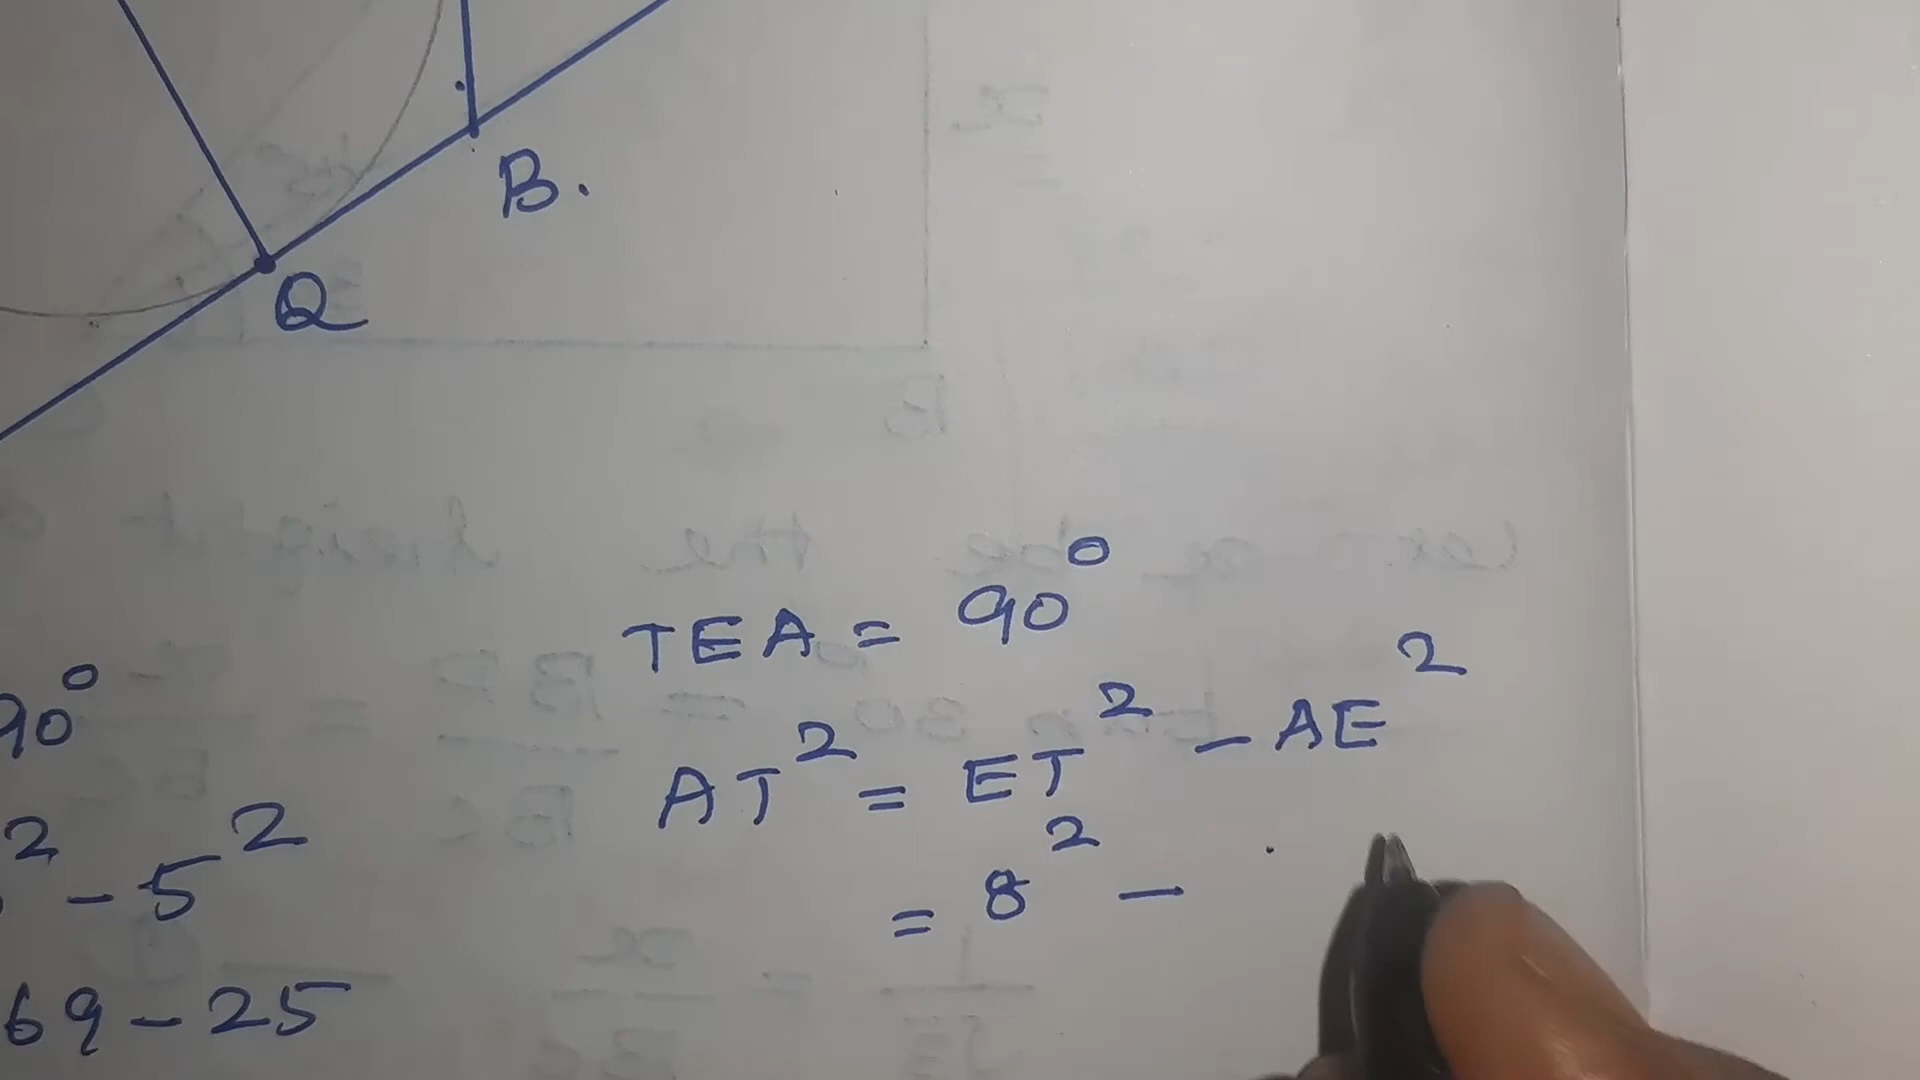 B.
Q
TEA = 90°
90°
AT² = ET² - AE²
² - 5²
= 8² -
69 - 25